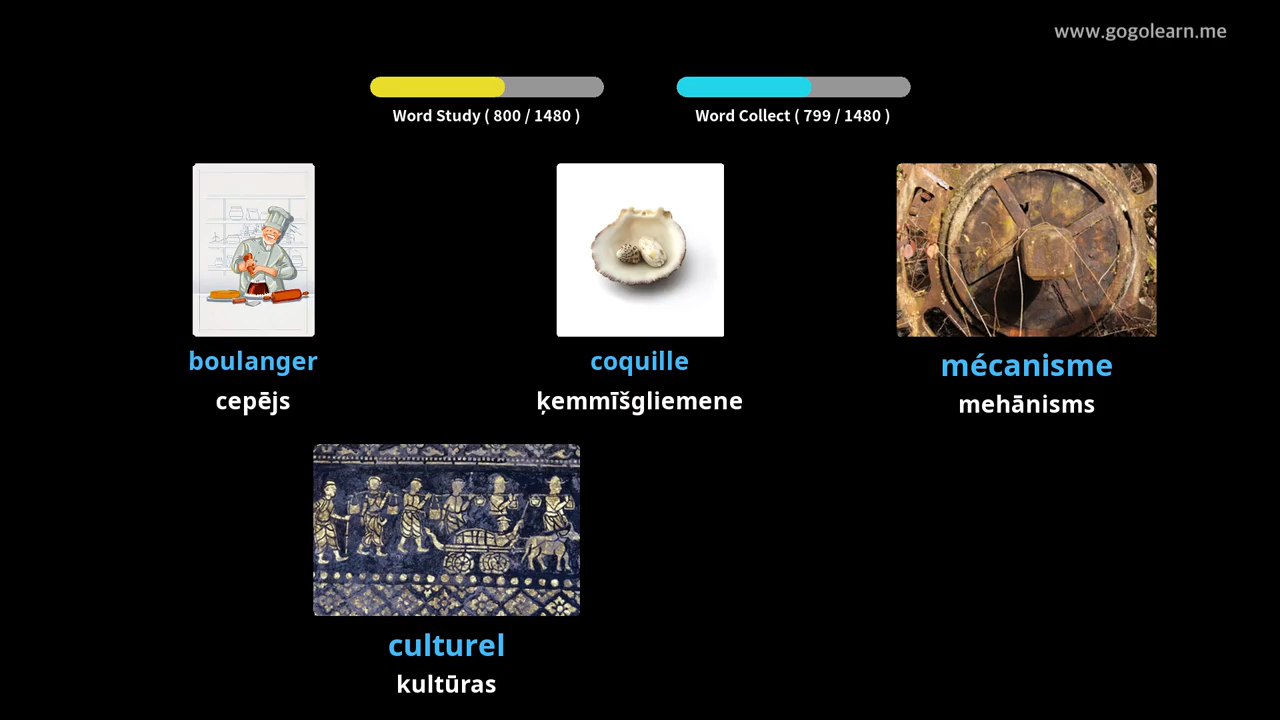 www.gogolearn.me
Word Study ( 800 / 1480 )
Word Collect ( 799 / 1480 )
boulanger
cepējs
coquille
ķemmīšgliemene
mécanisme
mehānisms
culturel
kultūras